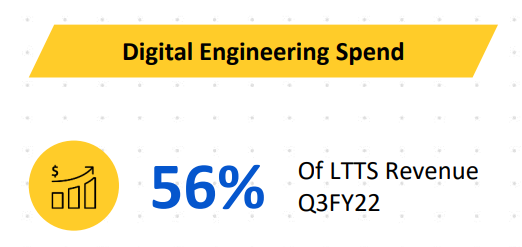 Digital Engineering Spend
$
56%
Of LTTS Revenue
Q3FY22